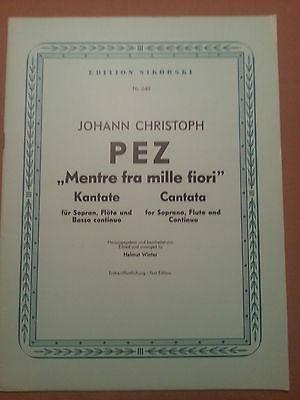 EDITION SIKORSKI
JOHANN CHRISTOPH
PEZ
„Mentre fra mille fiori"
Kantate Cantata
für Sopran, Flöte und for Soprano, Flute and
Basso continuo Continuo
Herausgegeben und bearbeitet von
Edited and arranged by
Helmut Winter
Erstveröffentlichung / First Edition